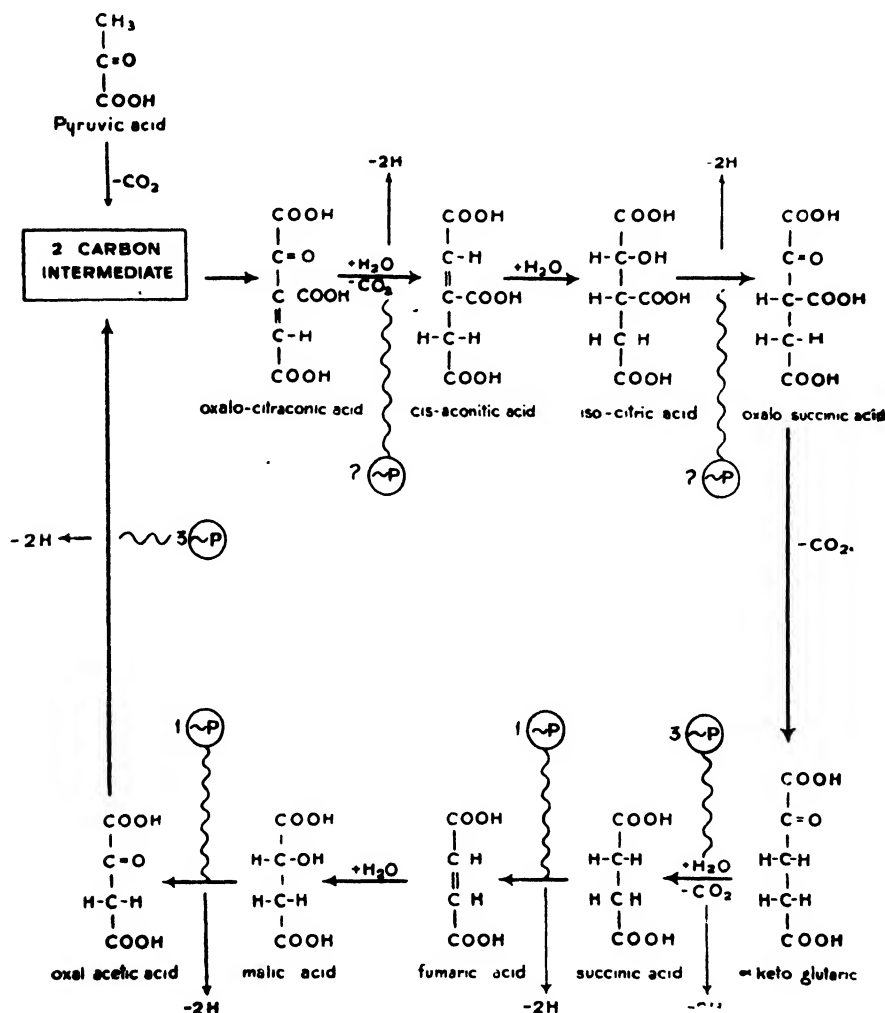 CH3
C=O
COOH
Pyruvic acid
-CO2
2 CARBON
INTERMEDIATE
COOH
C=O
C COOH
C-H
COOH
oxalo-citraconic acid
-2H
+H2O
-CO2
? ~P
COOH
C-H
C-COOH
H-C-H
COOH
cis-aconitic acid
+H2O
COOH
H-C-OH
H-C-COOH
H C H
COOH
iso-citric acid
-2H
? ~P
COOH
C=O
H-C-COOH
H-C-H
COOH
oxalo succinic acid
-CO2.
-2H
3 ~P
COOH
C=O
H-C-H
H-C-H
COOH
∝ keto glutaric
3 ~P
+H2O
-CO2
COOH
H-C-H
H C H
COOH
succinic acid
1 ~P
-2H
COOH
C H
C H
COOH
fumaric acid
+H2O
COOH
H-C-OH
H-C-H
COOH
malic acid
1 ~P
-2H
COOH
C=O
H-C-H
COOH
oxal acetic acid